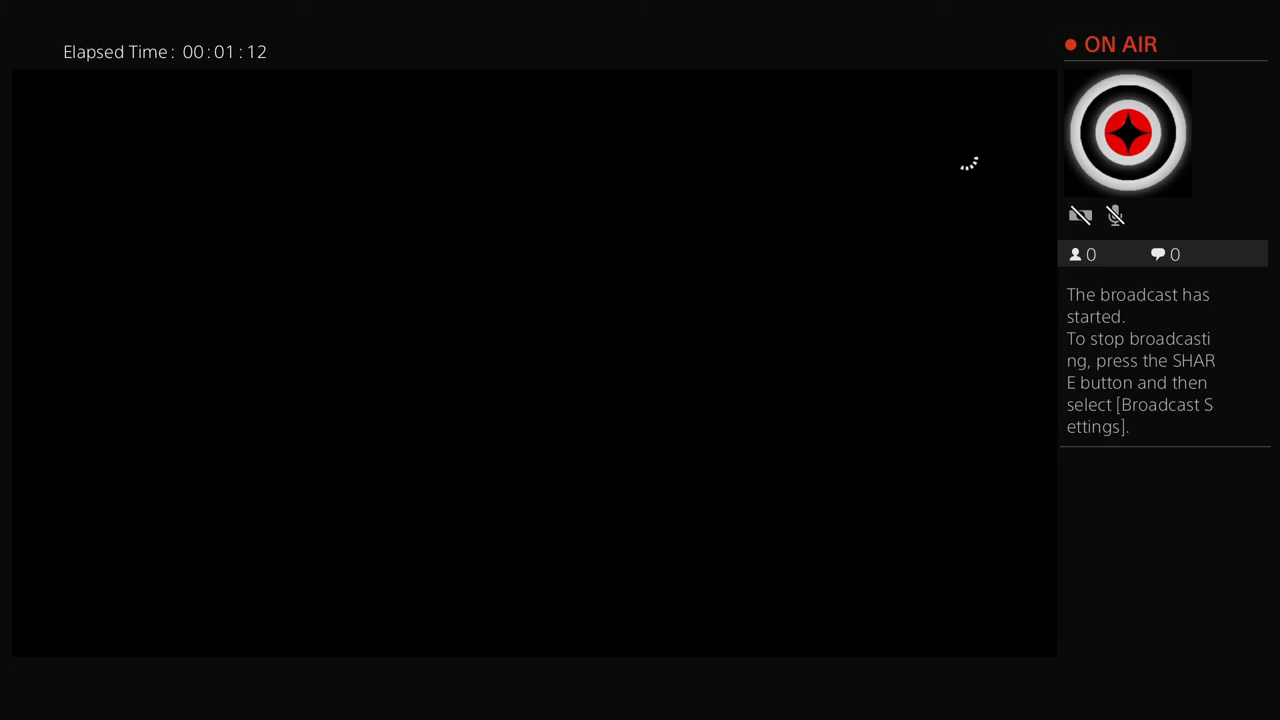 Elapsed Time: 00:01:12
ON AIR
0 0
The broadcast has
started.
To stop broadcasti
ng, press the SHAR
E button and then
select [Broadcast S
ettings].